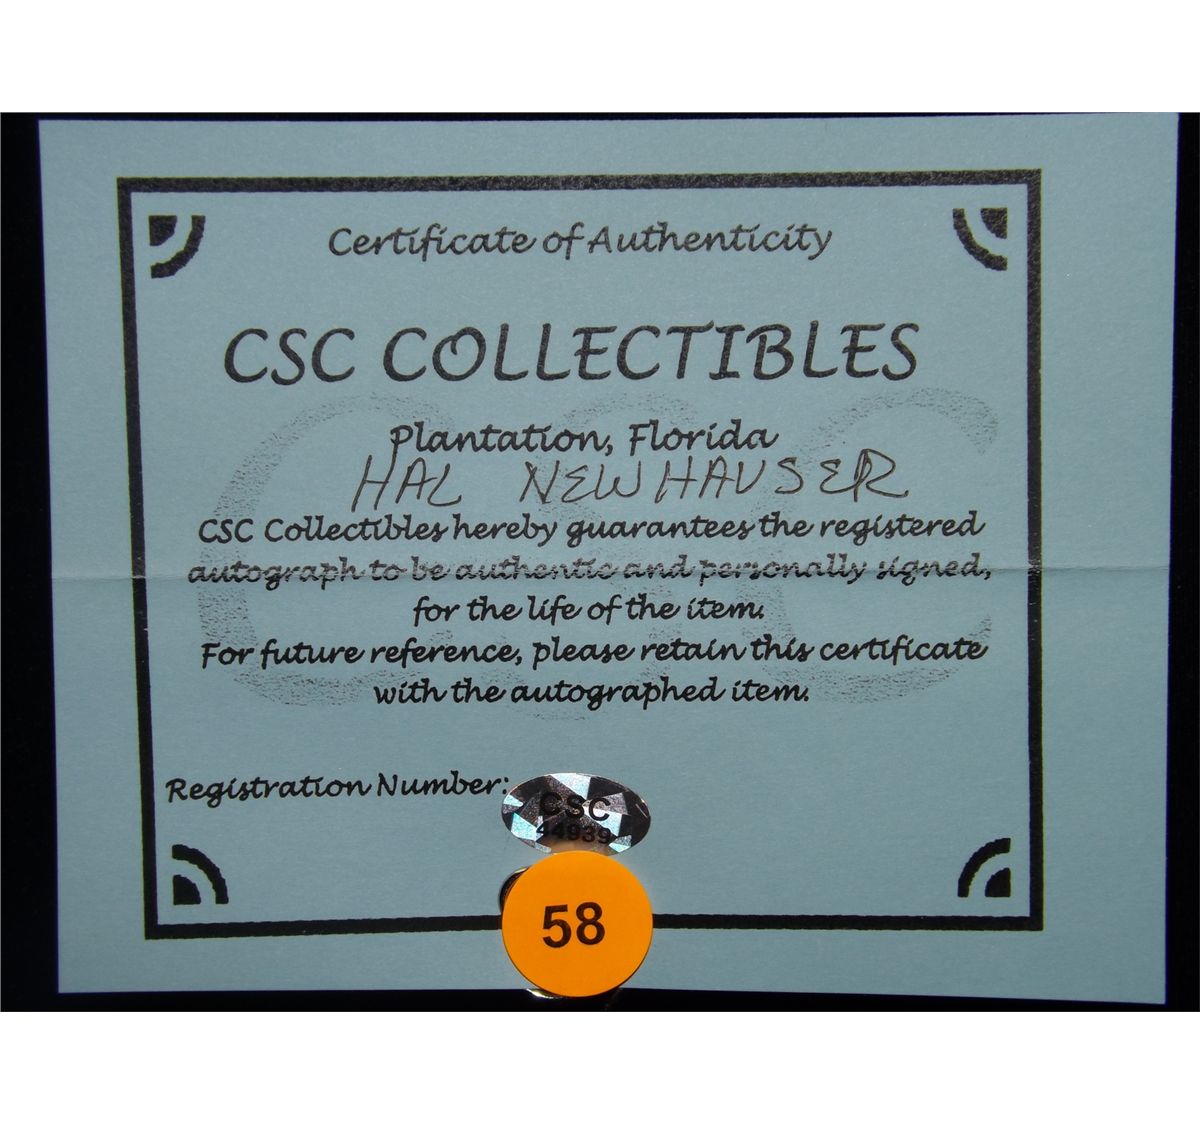 Certificate of Authenticity
CSC COLLECTIBLES
Plantation, Florida
HAL NEWHAUSER
CSC Collectibles hereby guarantees the registered
autograph to be authentic and personally signed,
for the life of the item.
For future reference, please retain this certificate
with the autographed item.
Registration Number:
CSC
44939
58
CSC